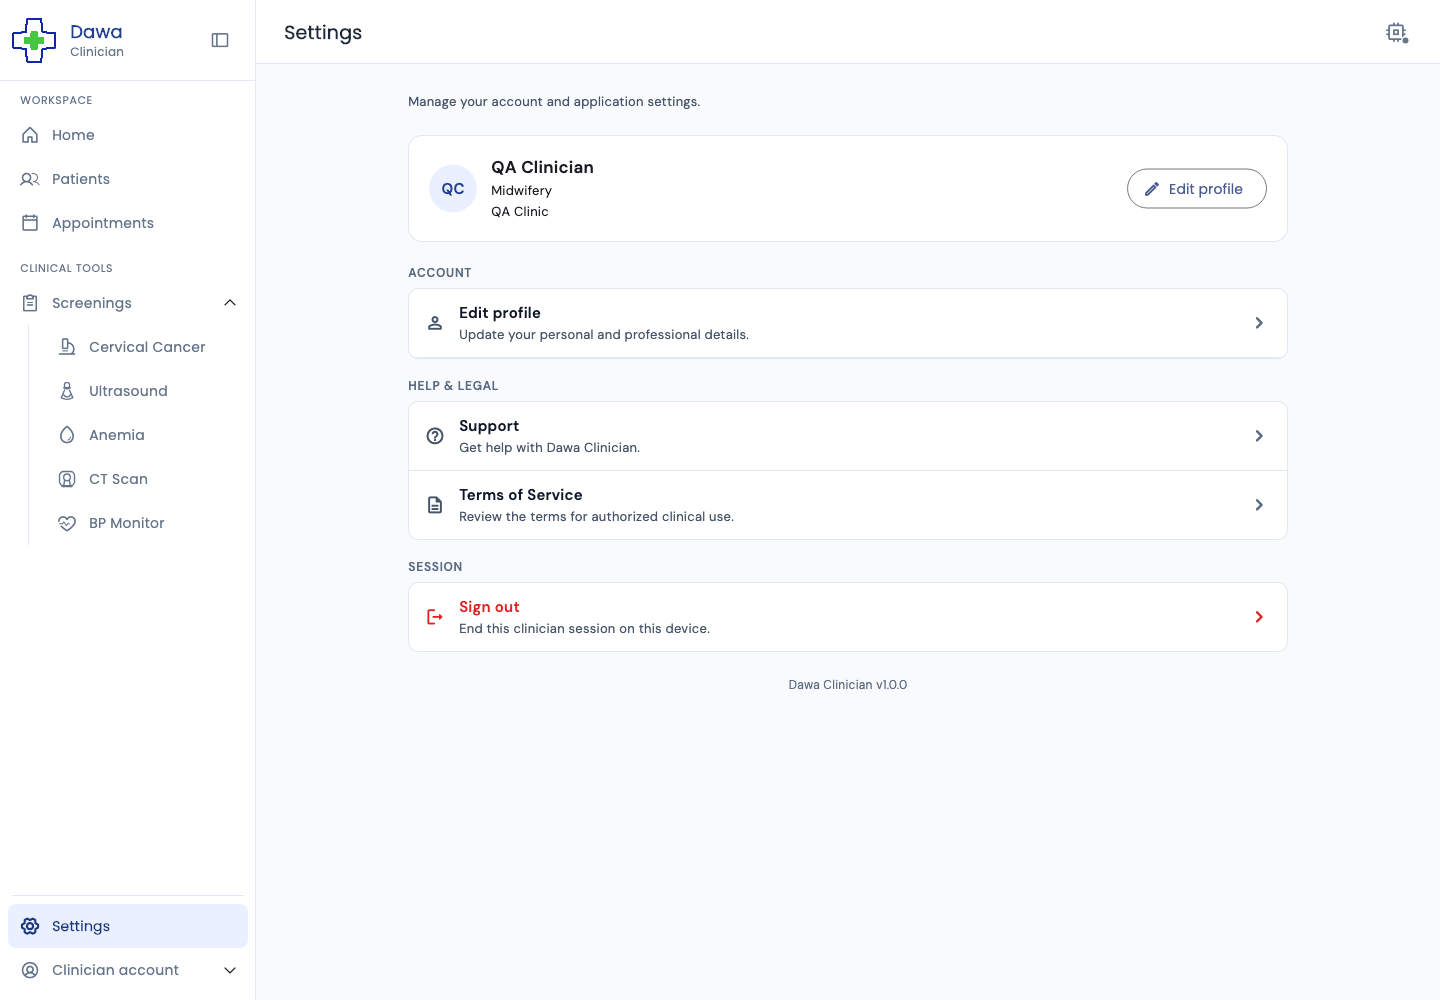 Dawa
Clinician
WORKSPACE
Home
Patients
Appointments
CLINICAL TOOLS
Screenings
Cervical Cancer
Ultrasound
Anemia
CT Scan
BP Monitor
Settings
Clinician account
Settings
Manage your account and application settings.
QC
QA Clinician
Midwifery
QA Clinic
Edit profile
ACCOUNT
Edit profile
Update your personal and professional details.
HELP & LEGAL
Support
Get help with Dawa Clinician.
Terms of Service
Review the terms for authorized clinical use.
SESSION
Sign out
End this clinician session on this device.
Dawa Clinician v1.0.0